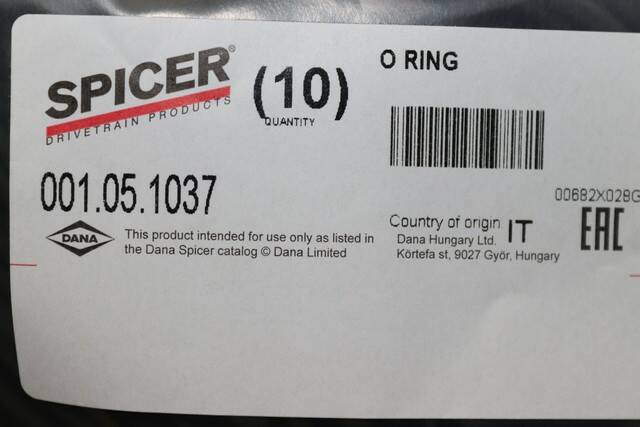 SPICER®
DRIVETRAIN PRODUCTS
(10)
QUANTITY
O RING
001.05.1037
00682X028G
DANA
This product intended for use only as listed in
the Dana Spicer catalog © Dana Limited
Country of origin IT
Dana Hungary Ltd.
Körtefa st, 9027 Győr, Hungary
EAC